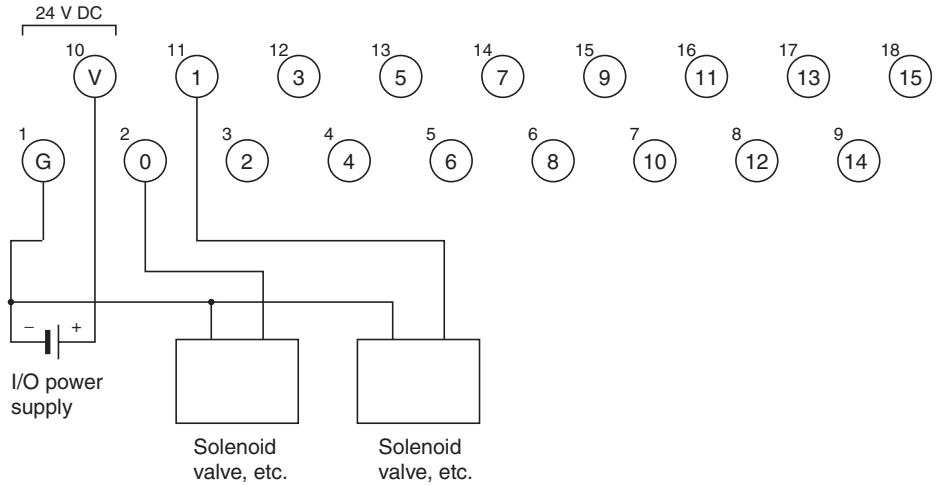 24 V DC
10 11 12 13 14 15 16 17 18
V 1 3 5 7 9 11 13 15
1 2 3 4 5 6 7 8 9
G 0 2 4 6 8 10 12 14
− +
I/O power
supply
Solenoid
valve, etc.
Solenoid
valve, etc.